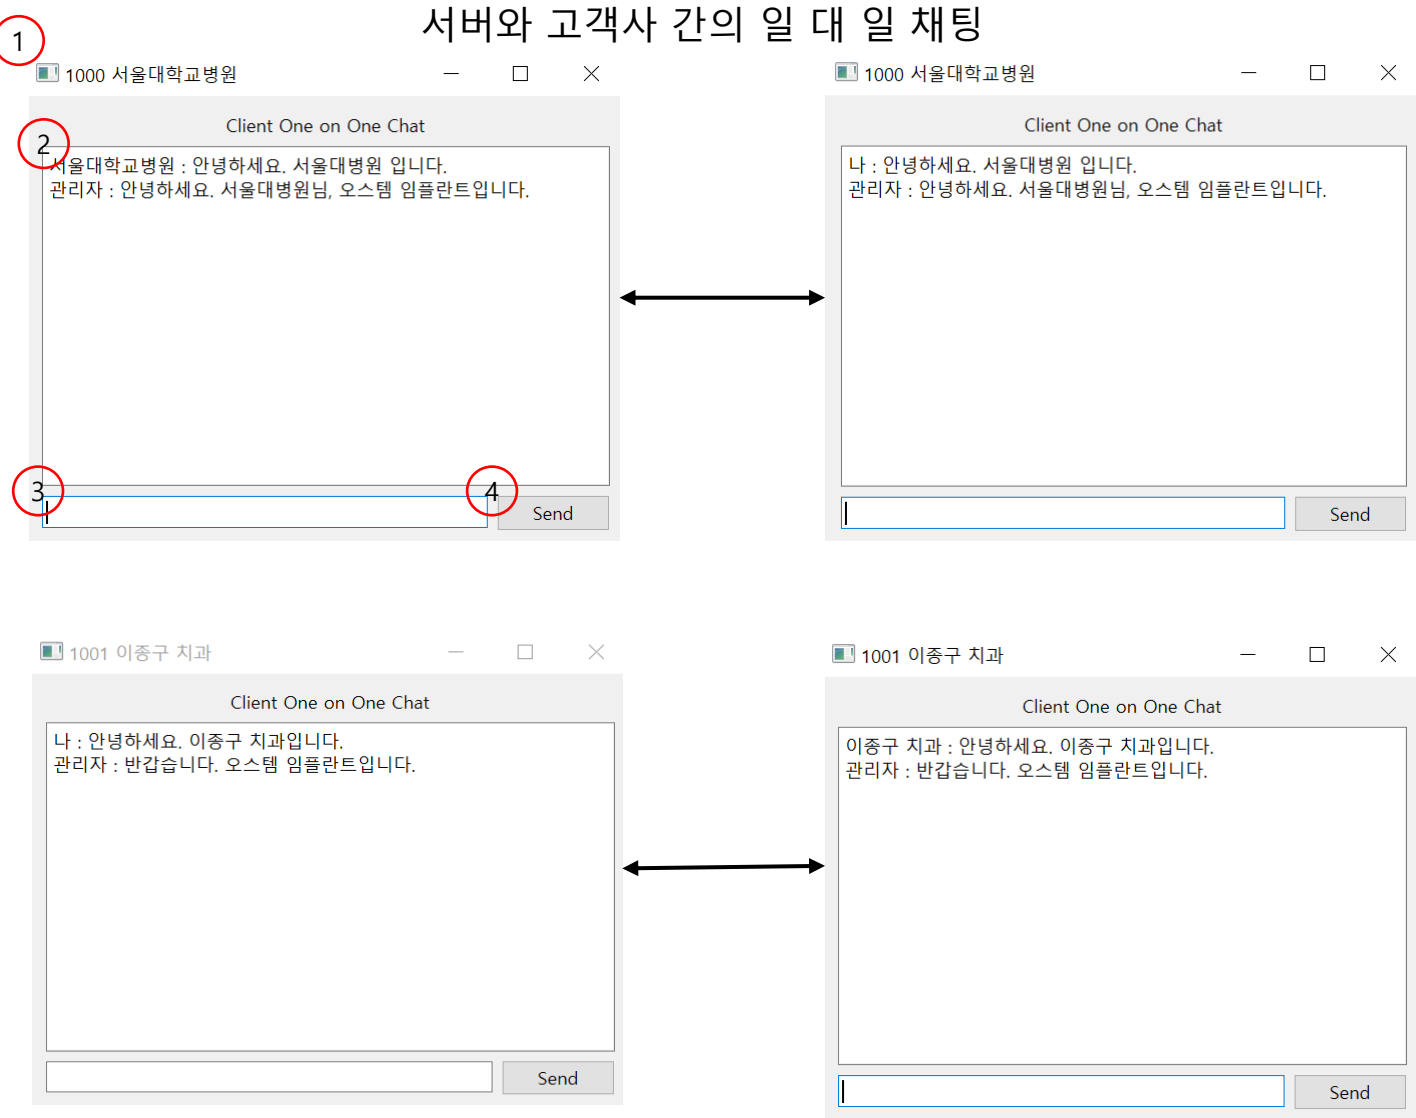 서버와 고객사 간의 일 대 일 채팅
1
1000 서울대학교병원
Client One on One Chat
2
서울대학교병원 : 안녕하세요. 서울대병원 입니다.
관리자 : 안녕하세요. 서울대병원님, 오스템 임플란트입니다.
3
4
Send
1000 서울대학교병원
Client One on One Chat
나 : 안녕하세요. 서울대병원 입니다.
관리자 : 안녕하세요. 서울대병원님, 오스템 임플란트입니다.
Send
1001 이종구 치과
Client One on One Chat
나 : 안녕하세요. 이종구 치과입니다.
관리자 : 반갑습니다. 오스템 임플란트입니다.
Send
1001 이종구 치과
Client One on One Chat
이종구 치과 : 안녕하세요. 이종구 치과입니다.
관리자 : 반갑습니다. 오스템 임플란트입니다.
Send